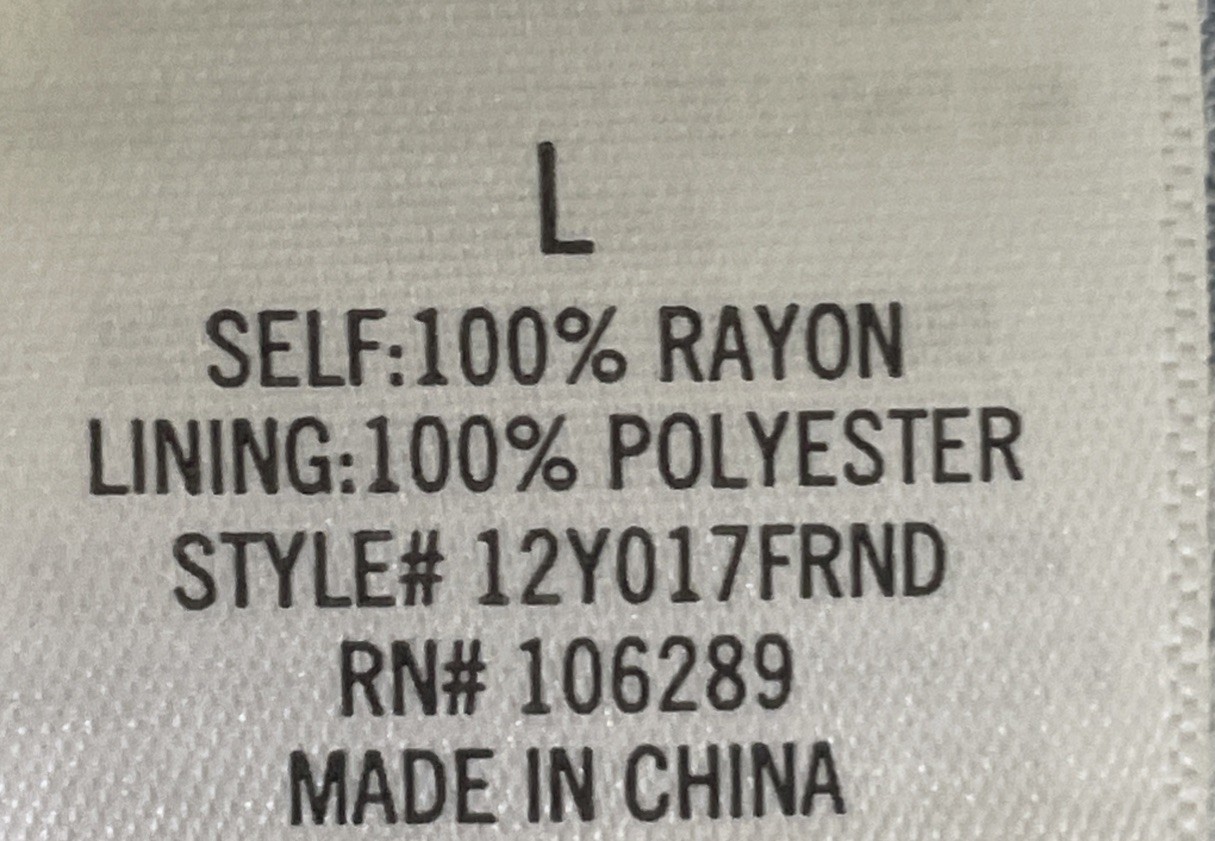 L
SELF:100% RAYON
LINING:100% POLYESTER
STYLE# 12Y017FRND
RN# 106289
MADE IN CHINA